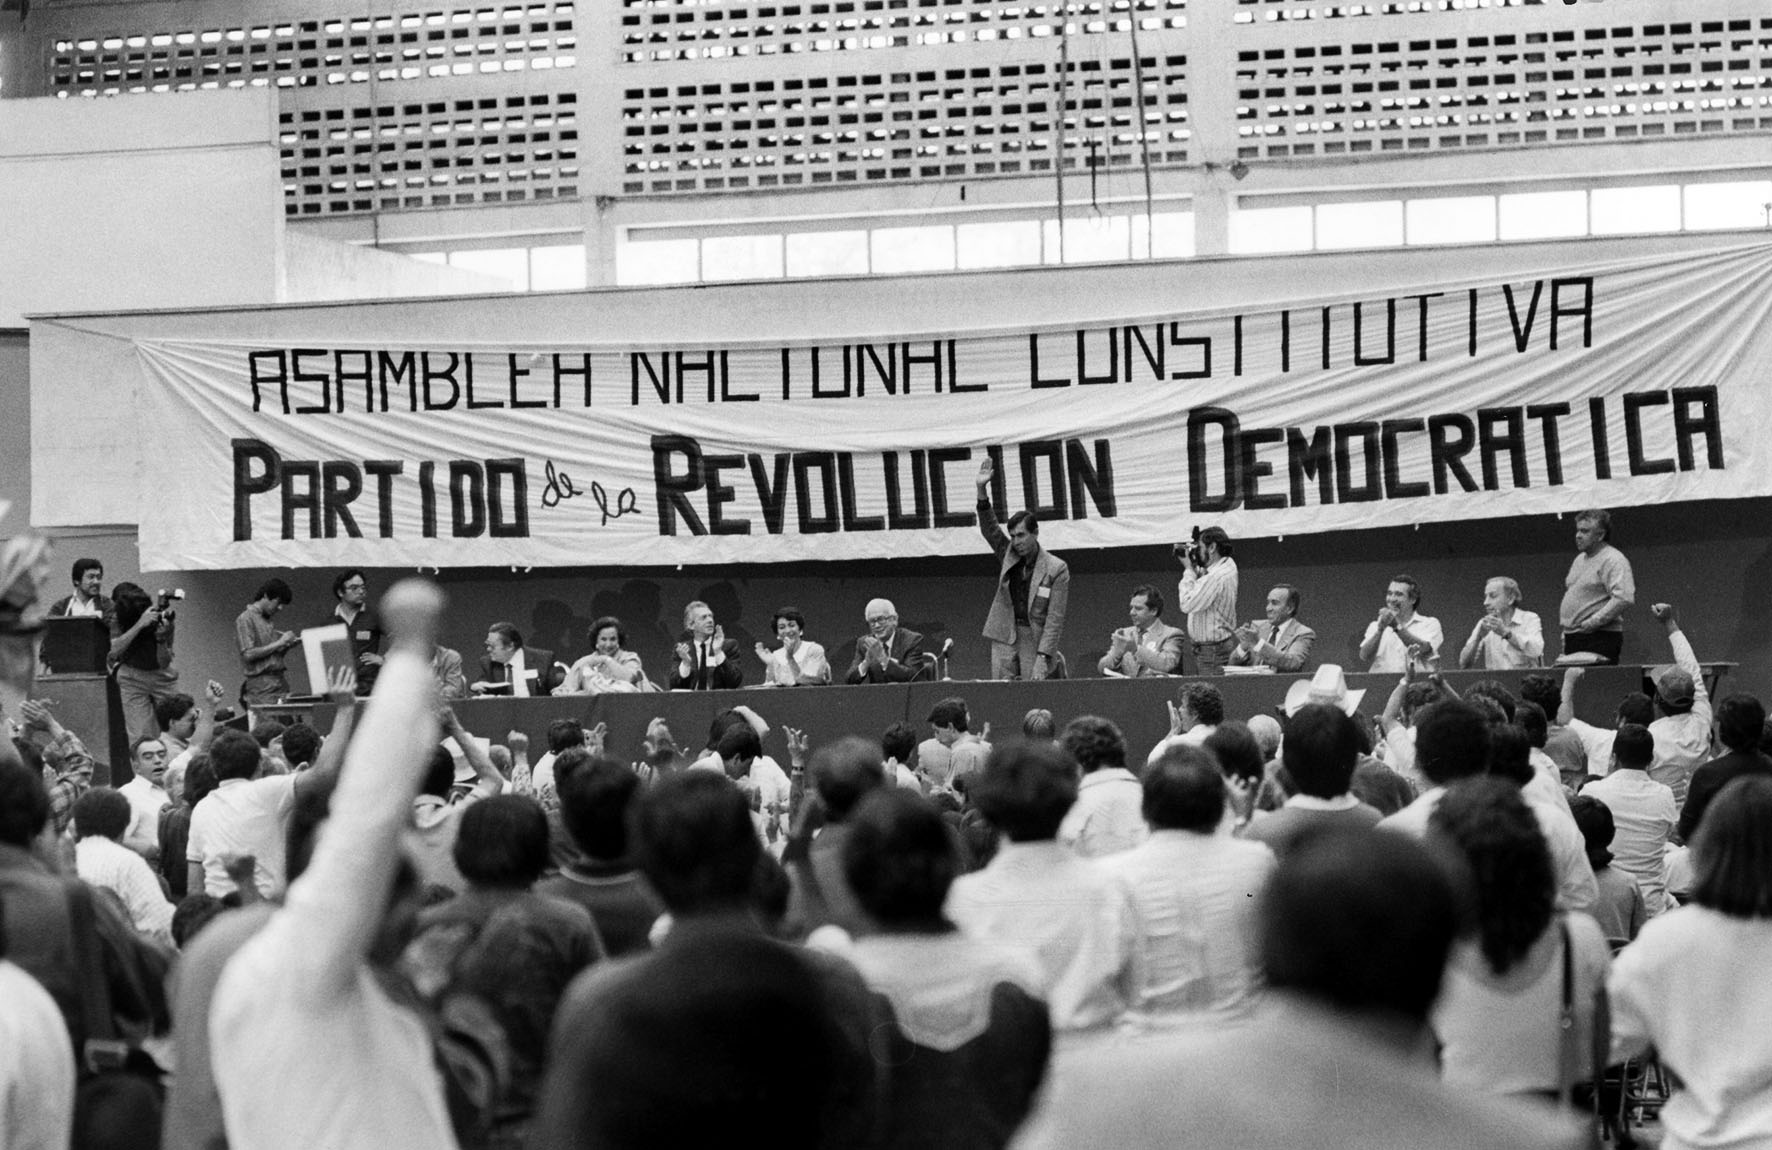 ASAMBLEA NACIONAL CONSTITUTIVA
PARTIDO de la REVOLUCION DEMOCRATICA